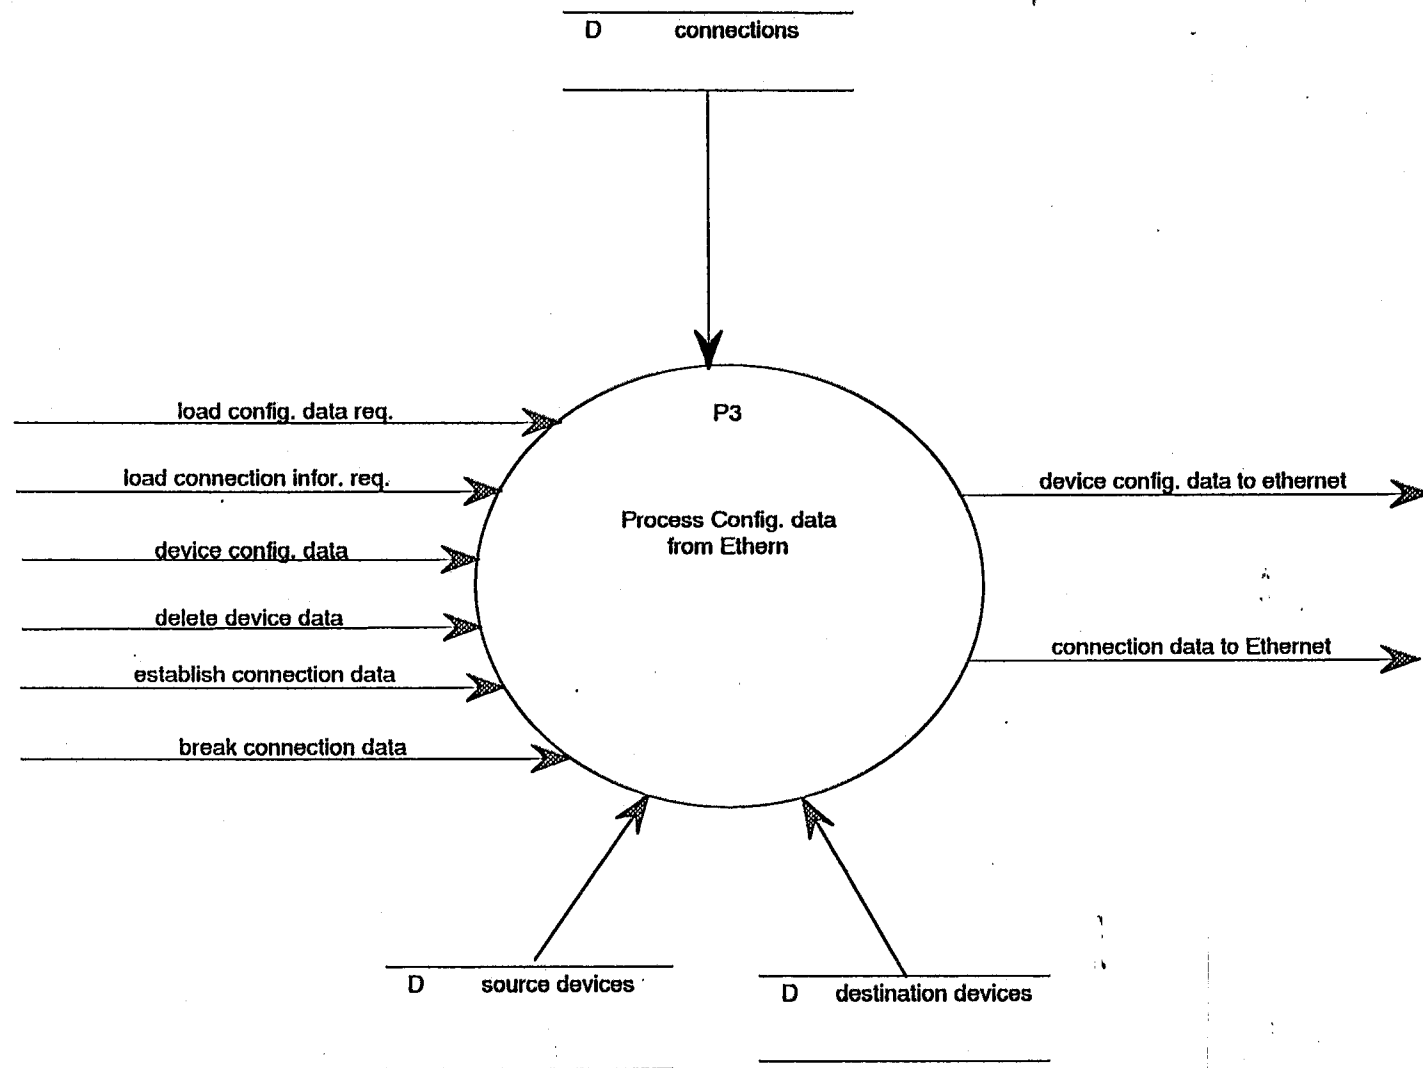 D connections
load config. data req.
P3
load connection infor. req.
device config. data to ethernet
Process Config. data
from Ethern
device config. data
delete device data
connection data to Ethernet
establish connection data
break connection data
D source devices
D destination devices